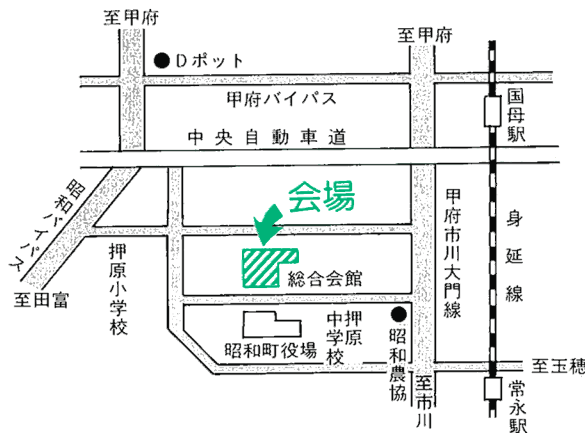 至甲府
至甲府
Dポット
甲府バイパス
国母駅
中央自動車道
昭和バイパス
会場
甲府市川大門線
身延線
押原小学校
総合会館
至田富
押原中学校
昭和町役場
昭和農協
至市川
至玉穂
常永駅